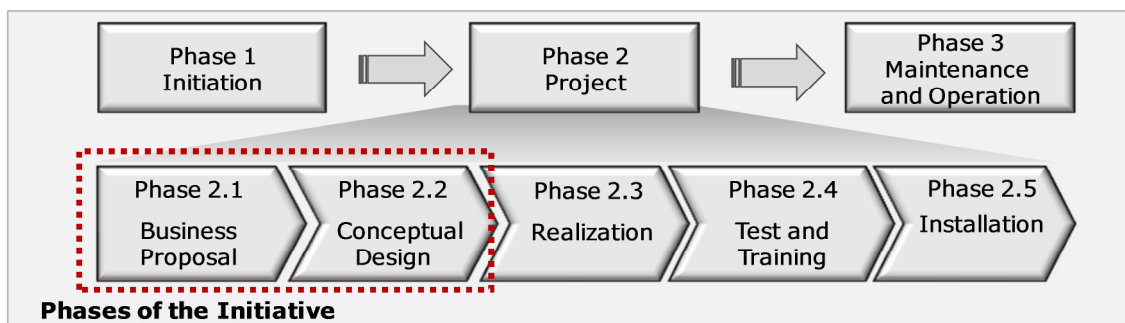 Phase 1
Initiation
Phase 2
Project
Phase 3
Maintenance
and Operation
Phase 2.1
Business
Proposal
Phase 2.2
Conceptual
Design
Phase 2.3
Realization
Phase 2.4
Test and
Training
Phase 2.5
Installation
Phases of the Initiative